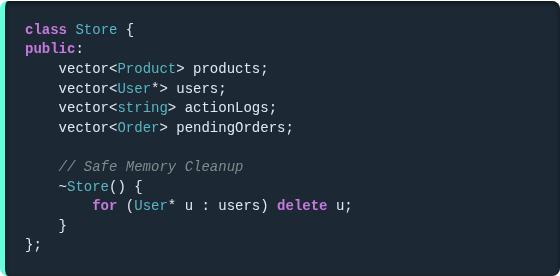 class Store {
public:
    vector<Product> products;
    vector<User*> users;
    vector<string> actionLogs;
    vector<Order> pendingOrders;

    // Safe Memory Cleanup
    ~Store() {
        for (User* u : users) delete u;
    }
};